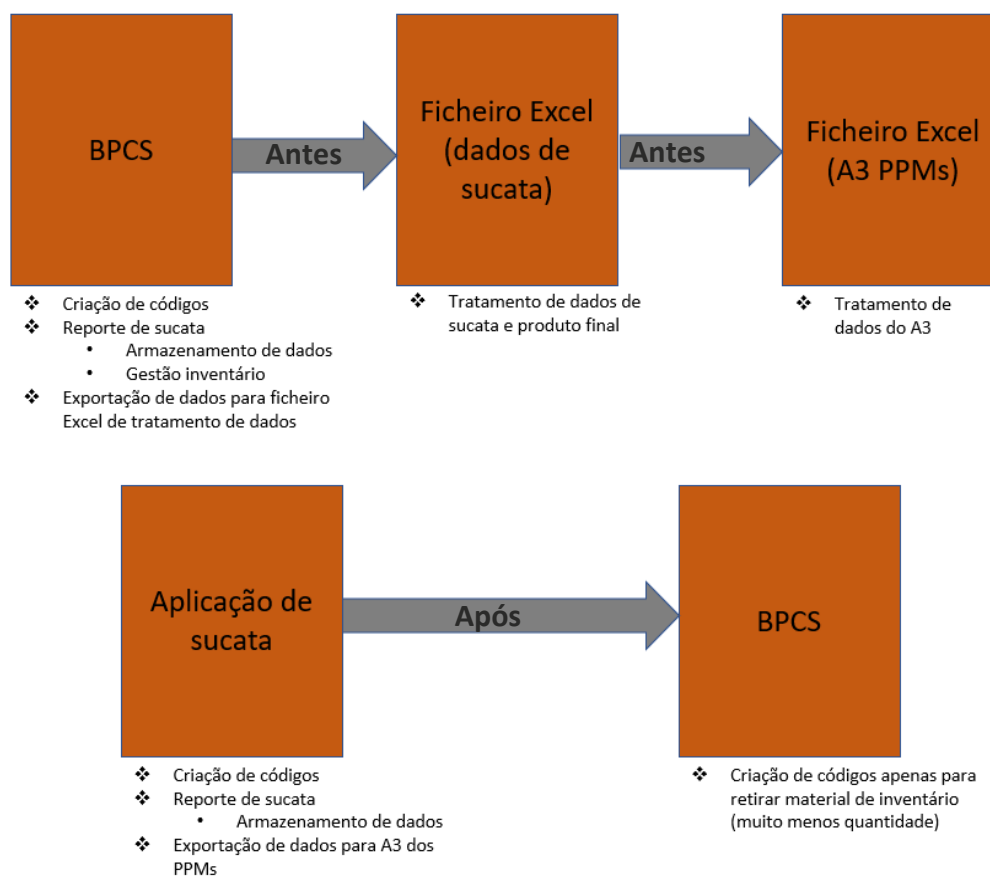 BPCS
Antes
Ficheiro Excel
(dados de
sucata)
Antes
Ficheiro Excel
(A3 PPMs)
❖ Criação de códigos
❖ Reporte de sucata
• Armazenamento de dados
• Gestão inventário
❖ Exportação de dados para ficheiro
Excel de tratamento de dados
❖ Tratamento de dados de
sucata e produto final
❖ Tratamento de
dados do A3
Aplicação de
sucata
Após
BPCS
❖ Criação de códigos
❖ Reporte de sucata
• Armazenamento de dados
❖ Exportação de dados para A3 dos
PPMs
❖ Criação de códigos apenas para
retirar material de inventário
(muito menos quantidade)